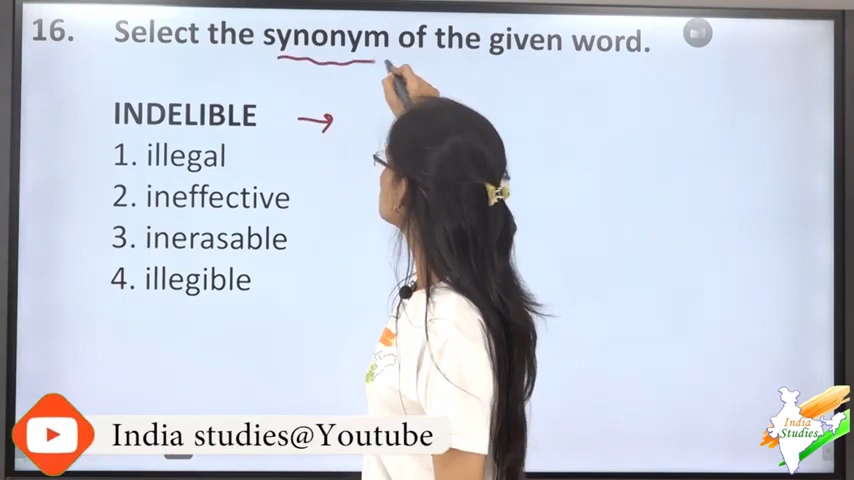 16. Select the synonym of the given word.
INDELIBLE
1. illegal
2. ineffective
3. inerasable
4. illegible
India studies@Youtube
India
Studies